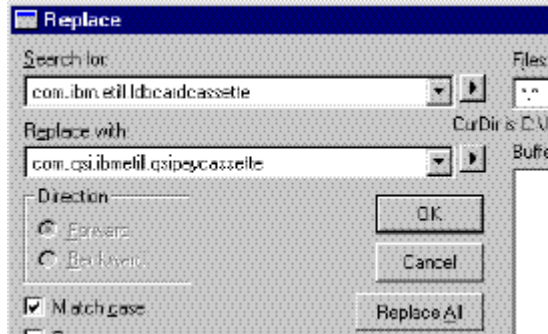 Replace
Search for:
com.ibm.etill.ldbcardcassette
Files
*.*
Replace with:
CurDir is C:\
com.qsi.ibmetill.qsipaycassette
Buffe
Direction
Forward
Backward
OK
Cancel
Match case
Replace All